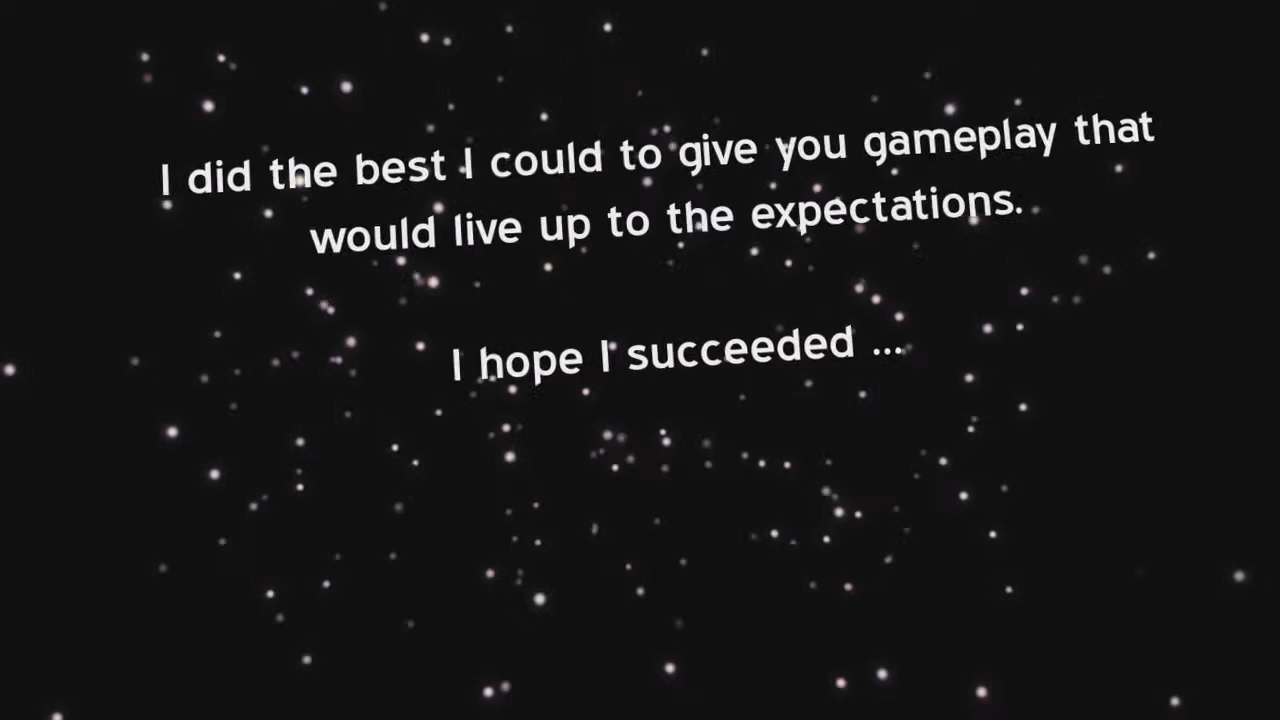 I did the best I could to give you gameplay that
would live up to the expectations.
I hope I succeeded ...